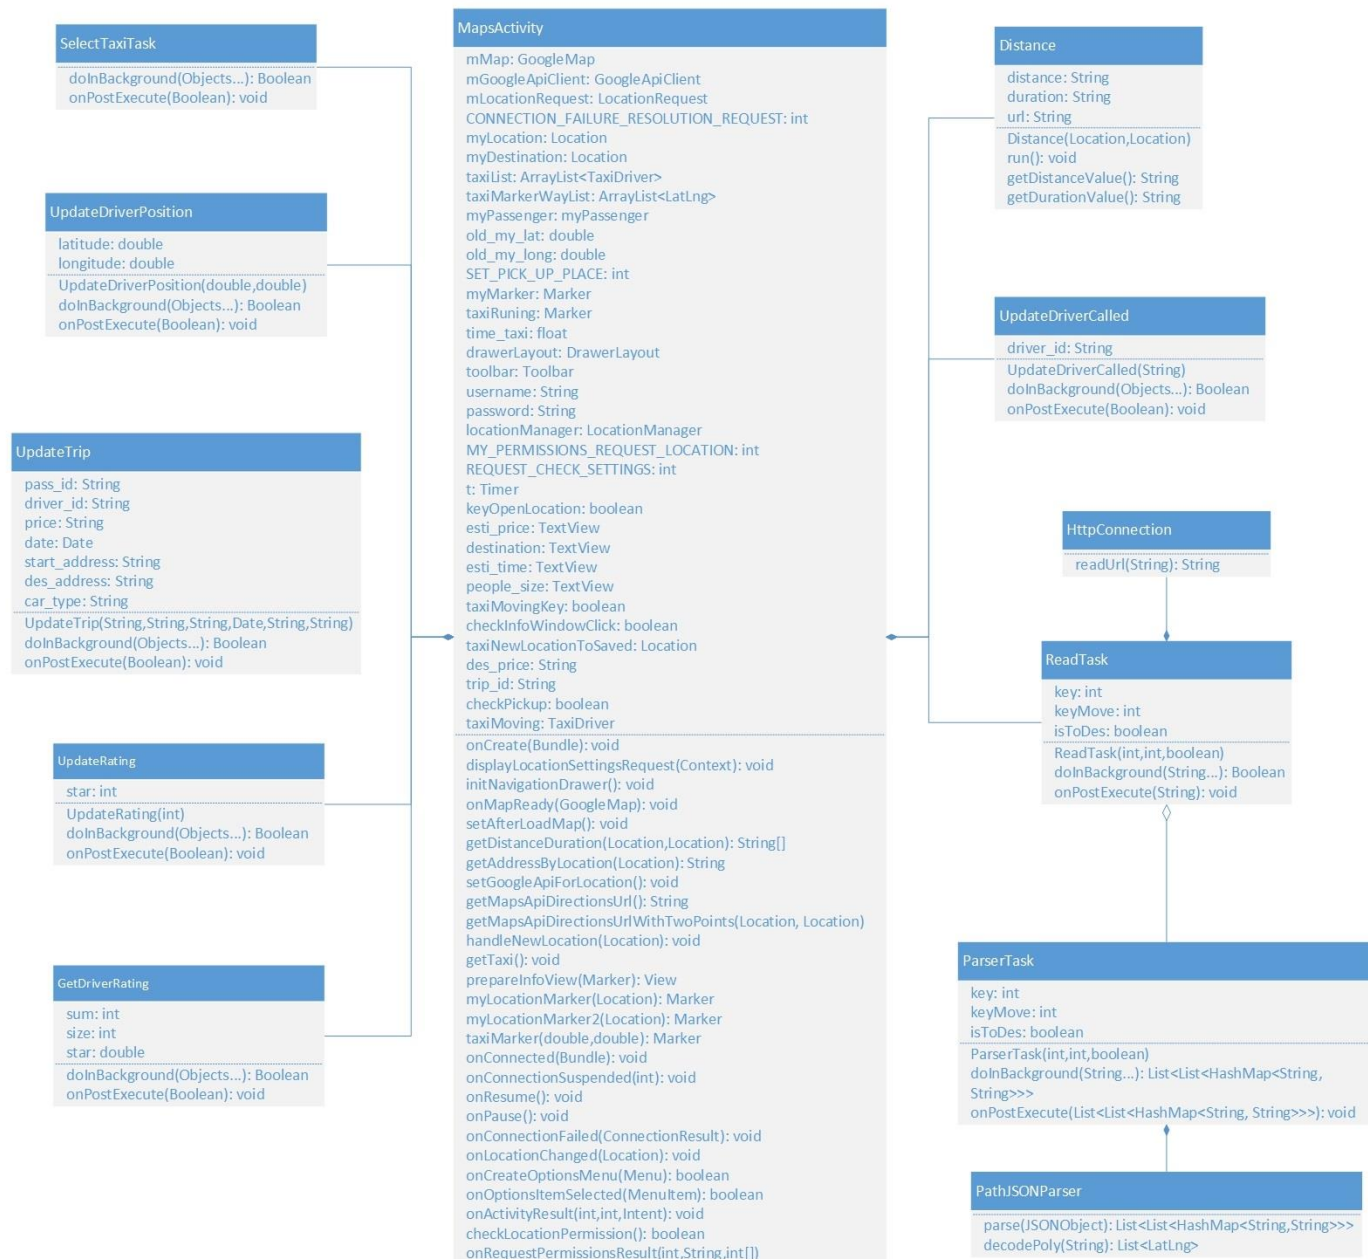 SelectTaxiTask
doInBackground(Objects...): Boolean
onPostExecute(Boolean): void
UpdateDriverPosition
latitude: double
longitude: double
UpdateDriverPosition(double,double)
doInBackground(Objects...): Boolean
onPostExecute(Boolean): void
UpdateTrip
pass_id: String
driver_id: String
price: String
date: Date
start_address: String
des_address: String
car_type: String
UpdateTrip(String,String,String,Date,String,String)
doInBackground(Objects...): Boolean
onPostExecute(Boolean): void
UpdateRating
star: int
UpdateRating(int)
doInBackground(Objects...): Boolean
onPostExecute(Boolean): void
GetDriverRating
sum: int
size: int
star: double
doInBackground(Objects...): Boolean
onPostExecute(Boolean): void
MapsActivity
mMap: GoogleMap
mGoogleApiClient: GoogleApiClient
mLocationRequest: LocationRequest
CONNECTION_FAILURE_RESOLUTION_REQUEST: int
myLocation: Location
myDestination: Location
taxiList: ArrayList<TaxiDriver>
taxiMarkerWayList: ArrayList<LatLng>
myPassenger: myPassenger
old_my_lat: double
old_my_long: double
SET_PICK_UP_PLACE: int
myMarker: Marker
taxiRuning: Marker
time_taxi: float
drawerLayout: DrawerLayout
toolbar: Toolbar
username: String
password: String
locationManager: LocationManager
MY_PERMISSIONS_REQUEST_LOCATION: int
REQUEST_CHECK_SETTINGS: int
t: Timer
keyOpenLocation: boolean
esti_price: TextView
destination: TextView
esti_time: TextView
people_size: TextView
taxiMovingKey: boolean
checkInfoWindowClick: boolean
taxiNewLocationToSaved: Location
des_price: String
trip_id: String
checkPickup: boolean
taxiMoving: TaxiDriver
onCreate(Bundle): void
displayLocationSettingsRequest(Context): void
initNavigationDrawer(): void
onMapReady(GoogleMap): void
setAfterLoadMap(): void
getDistanceDuration(Location,Location): String[]
getAddressByLocation(Location): String
setGoogleApiForLocation(): void
getMapsApiDirectionsUrl(): String
getMapsApiDirectionsUrlWithTwoPoints(Location, Location)
handleNewLocation(Location): void
getTaxi(): void
prepareInfoView(Marker): View
myLocationMarker(Location): Marker
myLocationMarker2(Location): Marker
taxiMarker(double,double): Marker
onConnected(Bundle): void
onConnectionSuspended(int): void
onResume(): void
onPause(): void
onConnectionFailed(ConnectionResult): void
onLocationChanged(Location): void
onCreateOptionsMenu(Menu): boolean
onOptionsItemSelected(MenuItem): boolean
onActivityResult(int,int,Intent): void
checkLocationPermission(): boolean
onRequestPermissionsResult(int,String,int[])
Distance
distance: String
duration: String
url: String
Distance(Location,Location)
run(): void
getDistanceValue(): String
getDurationValue(): String
UpdateDriverCalled
driver_id: String
UpdateDriverCalled(String)
doInBackground(Objects...): Boolean
onPostExecute(Boolean): void
HttpConnection
readUrl(String): String
ReadTask
key: int
keyMove: int
isToDes: boolean
ReadTask(int,int,boolean)
doInBackground(String...): Boolean
onPostExecute(String): void
ParserTask
key: int
keyMove: int
isToDes: boolean
ParserTask(int,int,boolean)
doInBackground(String...): List<List<HashMap<String,
String>>>
onPostExecute(List<List<HashMap<String, String>>>): void
PathJSONParser
parse(JSONObject): List<List<HashMap<String,String>>>
decodePoly(String): List<LatLng>